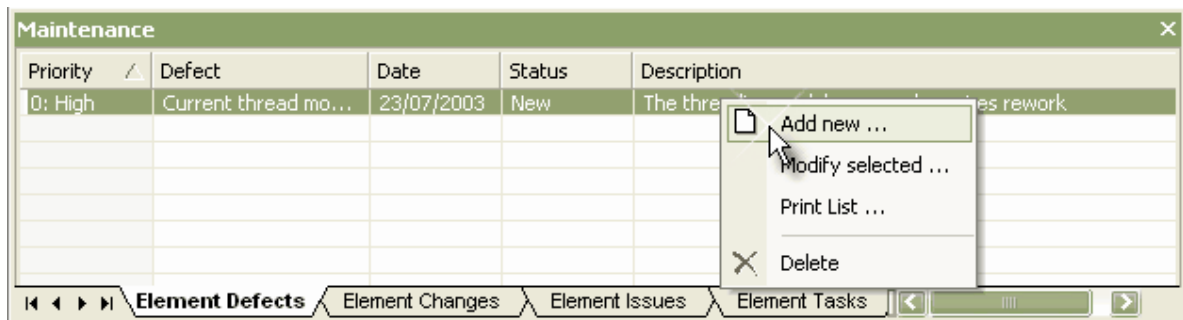 Maintenance
Priority Defect Date Status Description
0: High Current thread mo... 23/07/2003 New The thre es rework
Add new ...
Modify selected ...
Print List ...
Delete
Element Defects Element Changes Element Issues Element Tasks